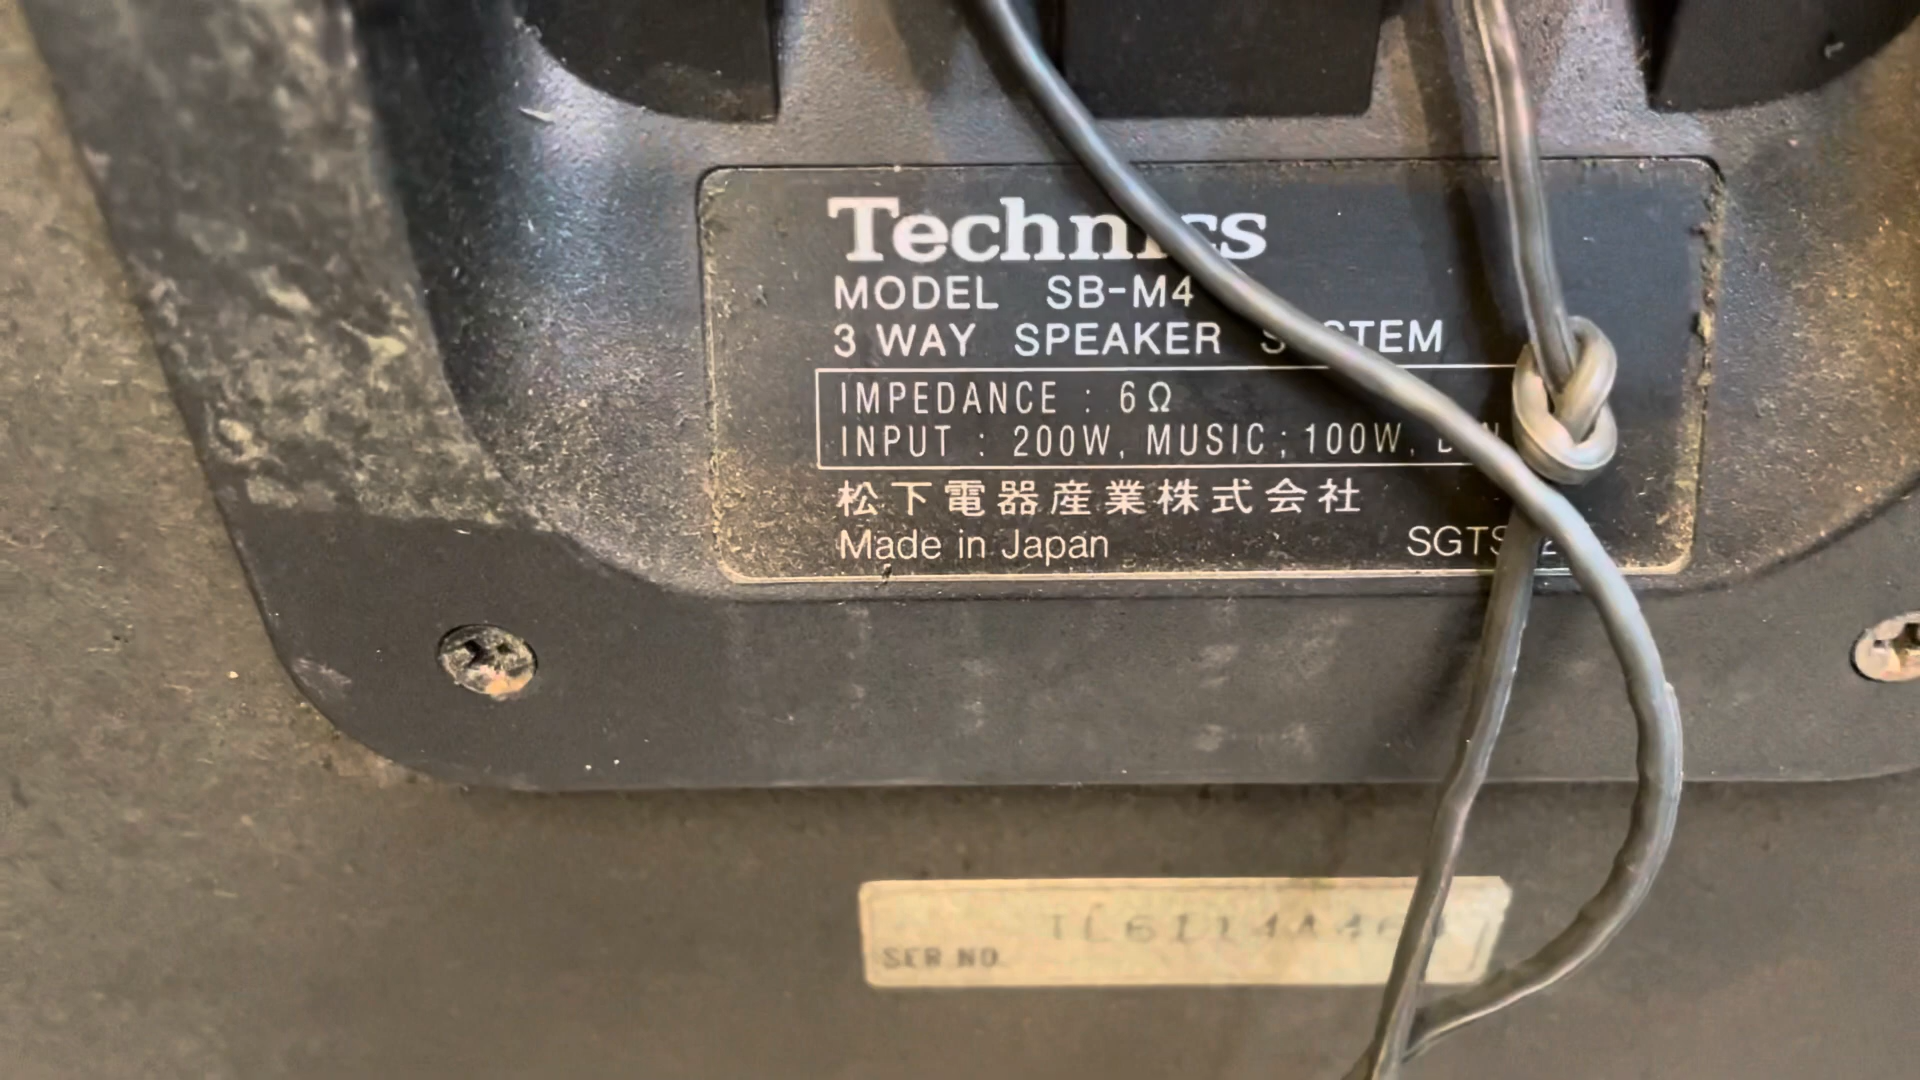 Technics
MODEL SB-M4
3 WAY SPEAKER SYSTEM
IMPEDANCE : 6Ω
INPUT : 200W, MUSIC ; 100W,
松下電器産業株式会社
Made in Japan
SER NO.